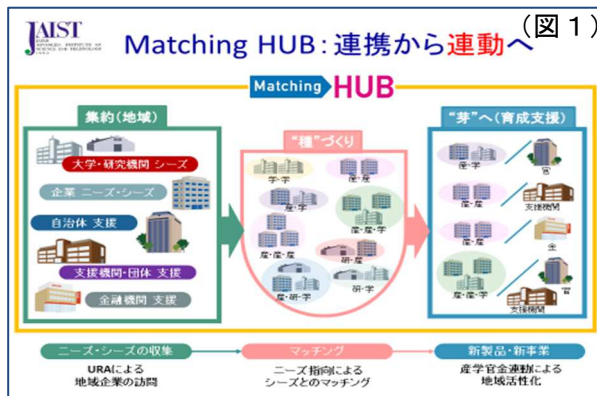 (図1)
JAIST
JAPAN
ADVANCED INSTITUTE OF
SCIENCE AND TECHNOLOGY
1990
Matching HUB:連携から連動へ
Matching HUB
集約(地域)
大学・研究機関 シーズ
企業 ニーズ・シーズ
自治体 支援
支援機関・団体 支援
金融機関 支援
“種”づくり
学・学
産・産
産・学
産・産・学
産・産
研・産
産・研・学
研・学
“芽”へ(育成支援)
産・学
官
産・産
支援機関
産・産
金
産・産・学
官
支援機関
ニーズ・シーズの収集
マッチング
新製品・新事業
URAによる
地域企業の訪問
ニーズ指向による
シーズとのマッチング
産学官金連動による
地域活性化